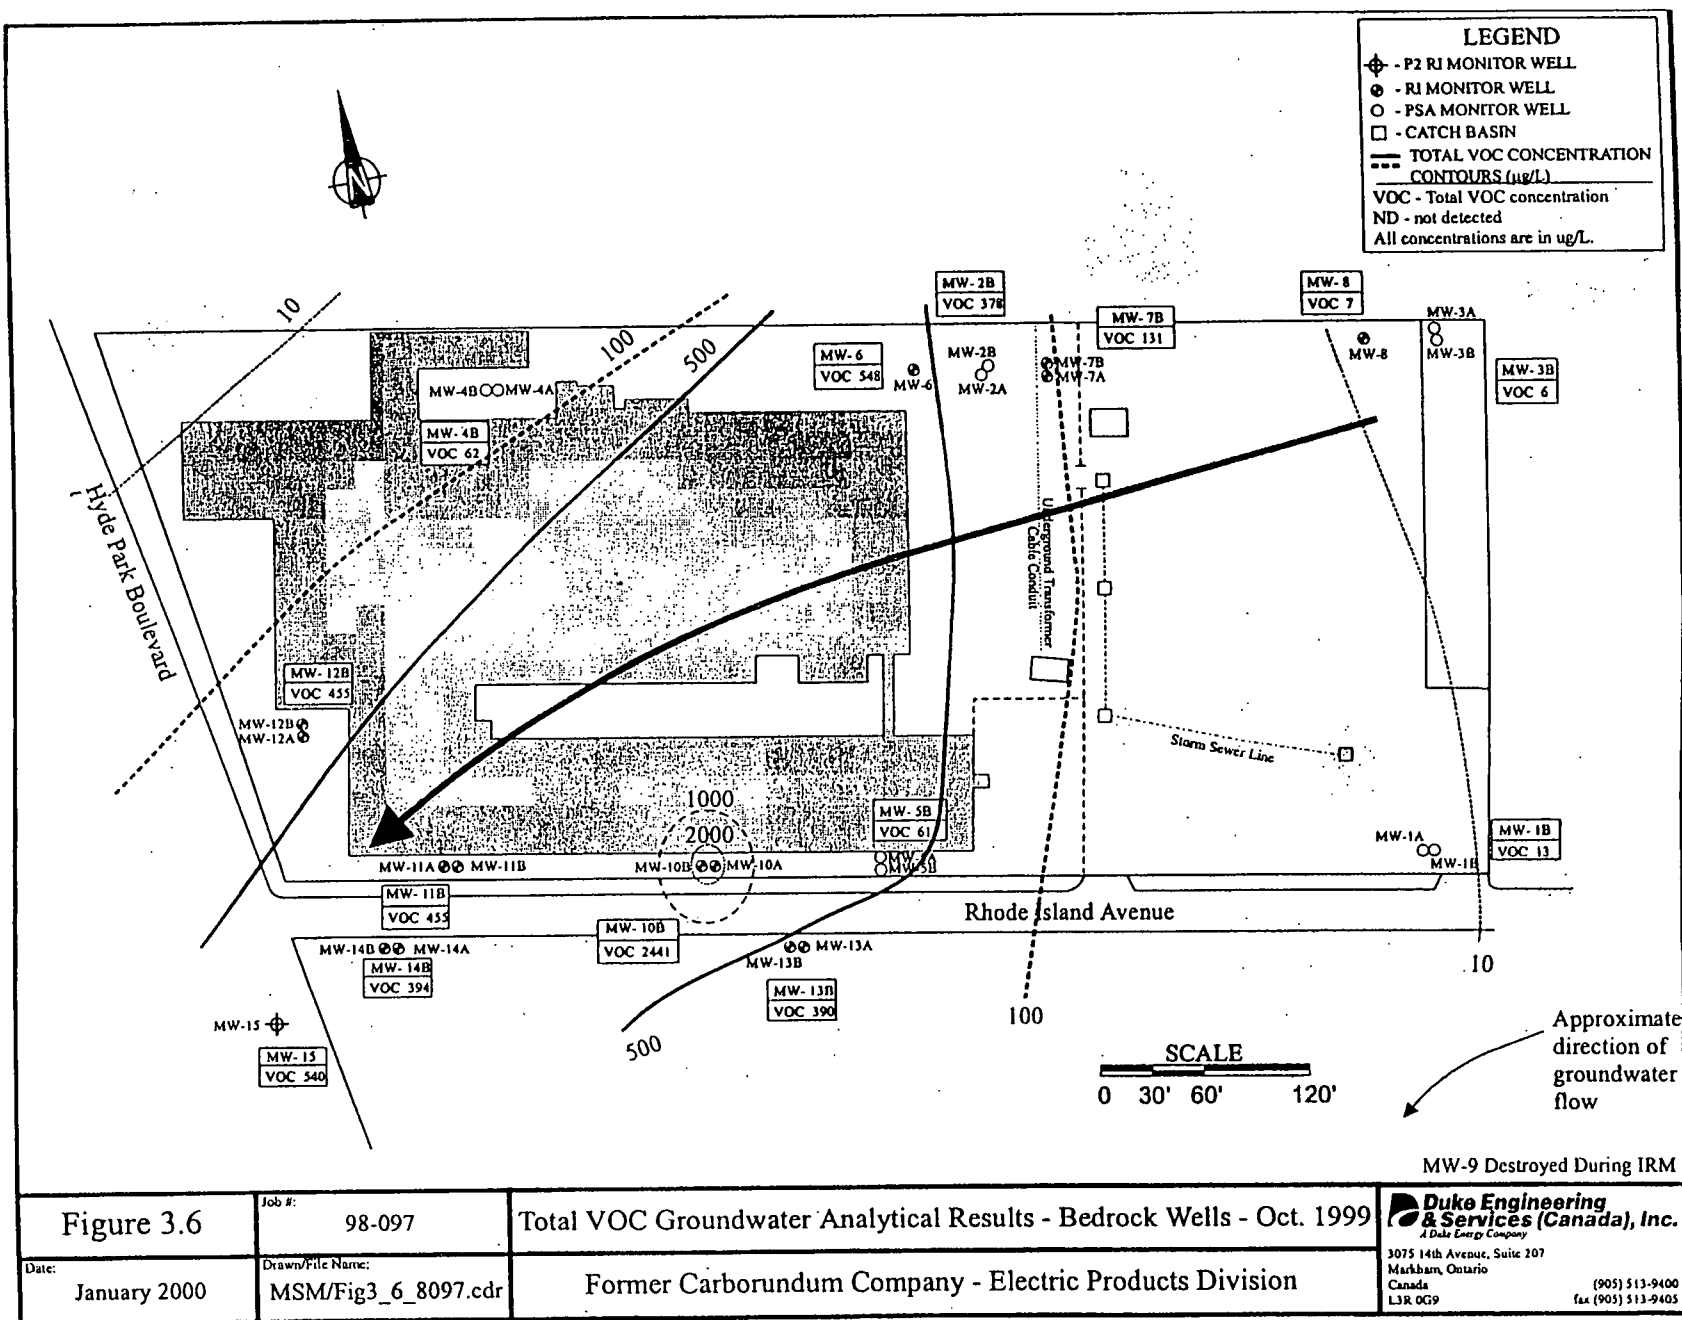 LEGEND
- P2 RI MONITOR WELL
- RI MONITOR WELL
- PSA MONITOR WELL
- CATCH BASIN
TOTAL VOC CONCENTRATION
CONTOURS (µg/L)
VOC - Total VOC concentration
ND - not detected
All concentrations are in ug/L.
N
10
100
500
MW-2B
VOC 378
MW-8
VOC 7
MW-7B
VOC 131
MW-3A
MW-3B
MW-8
MW-3B
VOC 6
MW-6
VOC 548
MW-6
MW-2B
MW-2A
MW-7B
MW-7A
MW-4B
MW-4A
MW-4B
VOC 62
Hyde Park Boulevard
Underground Transformer
Cable Conduit
MW-12B
VOC 455
MW-12B
MW-12A
Storm Sewer Line
1000
2000
MW-5B
VOC 61
MW-5B
MW-1A
MW-1B
MW-1B
VOC 13
MW-11A
MW-11B
MW-10B
MW-10A
MW-11B
VOC 455
Rhode Island Avenue
MW-10B
VOC 2441
MW-14B
MW-14A
MW-14B
VOC 394
MW-13A
MW-13B
MW-13B
VOC 390
10
100
500
MW-15
MW-15
VOC 540
SCALE
0 30' 60' 120'
Approximate
direction of
groundwater
flow
MW-9 Destroyed During IRM
Figure 3.6
Job #:
98-097
Total VOC Groundwater Analytical Results - Bedrock Wells - Oct. 1999
Date:
January 2000
Drawn/File Name:
MSM/Fig3_6_8097.cdr
Former Carborundum Company - Electric Products Division
Duke Engineering
& Services (Canada), Inc.
A Duke Energy Company
3075 14th Avenue, Suite 207
Markham, Ontario
Canada
L3R 0G9
(905) 513-9400
fax (905) 513-9405